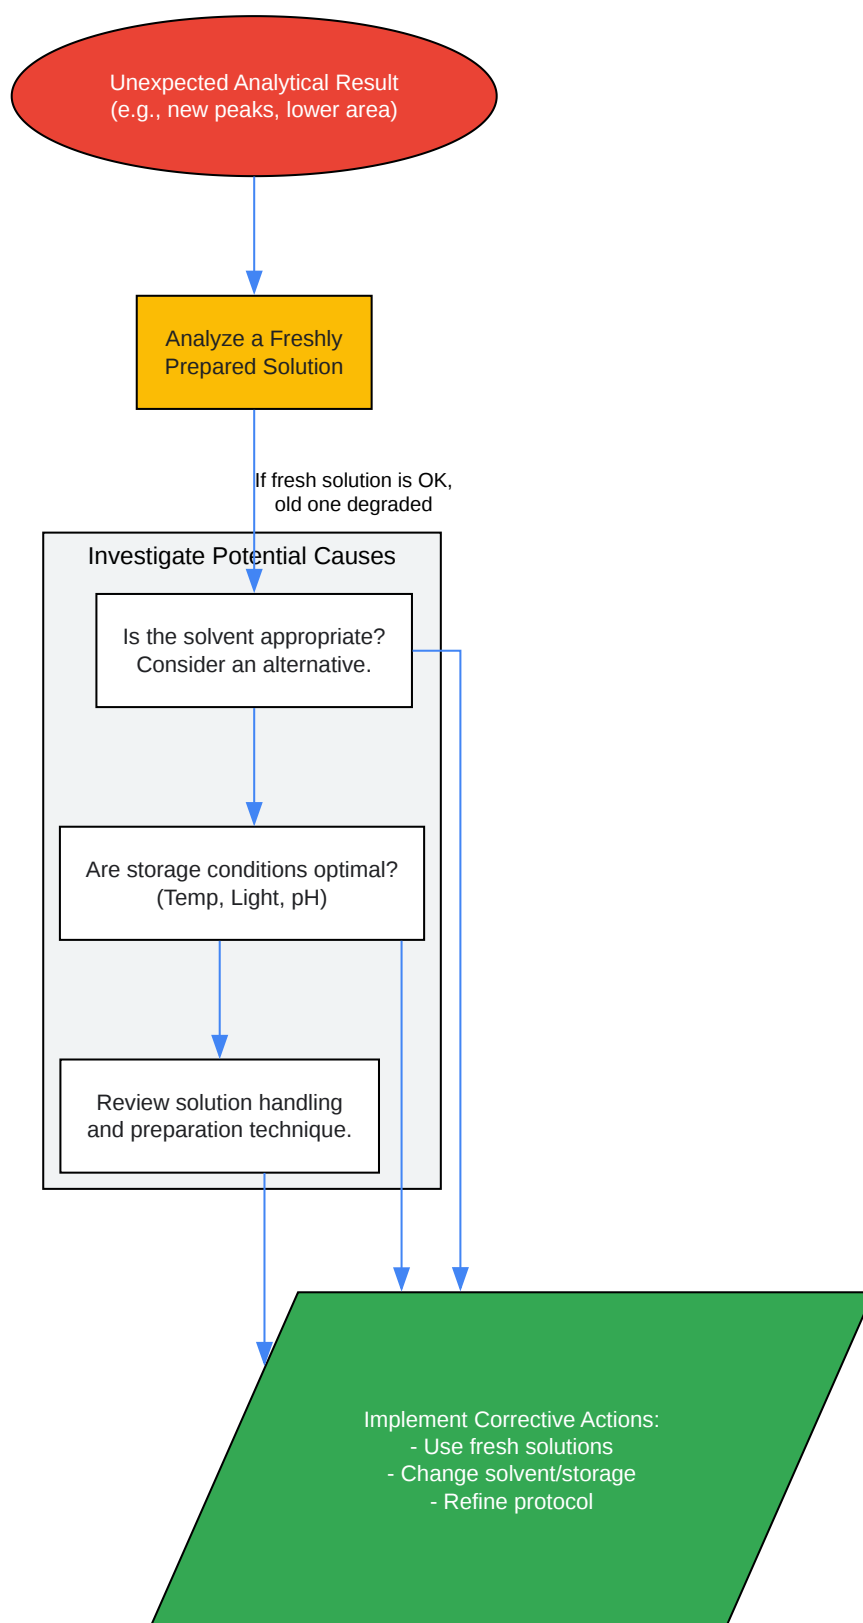 Unexpected Analytical Result
(e.g., new peaks, lower area)
Analyze a Freshly
Prepared Solution
If fresh solution is OK,
old one degraded
Investigate Potential Causes
Is the solvent appropriate?
Consider an alternative.
Are storage conditions optimal?
(Temp, Light, pH)
Review solution handling
and preparation technique.
Implement Corrective Actions:
- Use fresh solutions
- Change solvent/storage
- Refine protocol